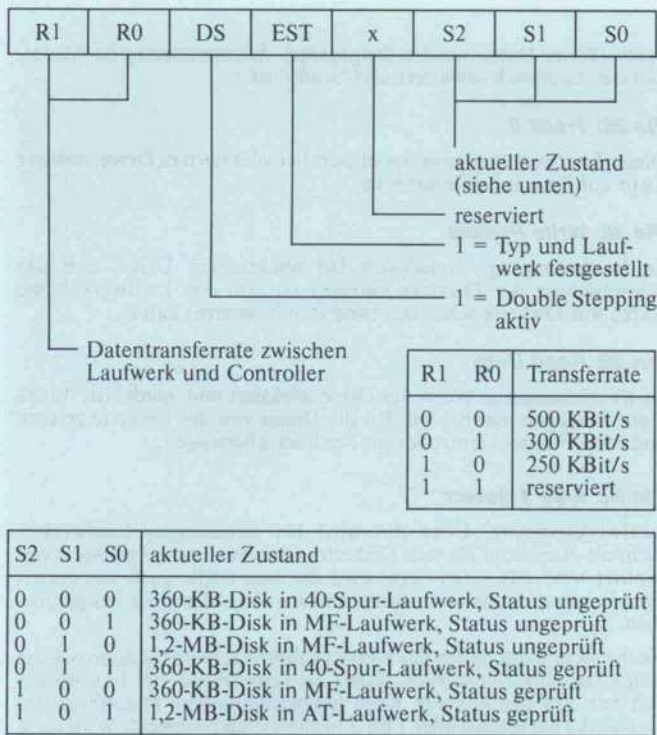 R1 R0 DS EST x S2 S1 S0
aktueller Zustand
(siehe unten)
reserviert
1 = Typ und Lauf-
werk festgestellt
1 = Double Stepping
aktiv
Datentransferrate zwischen
Laufwerk und Controller
R1 R0 Transferrate
0 0 500 KBit/s
0 1 300 KBit/s
1 0 250 KBit/s
1 1 reserviert
S2 S1 S0 aktueller Zustand
0 0 0 360-KB-Disk in 40-Spur-Laufwerk, Status ungeprüft
0 0 1 360-KB-Disk in MF-Laufwerk, Status ungeprüft
0 1 0 1,2-MB-Disk in MF-Laufwerk, Status ungeprüft
0 1 1 360-KB-Disk in 40-Spur-Laufwerk, Status geprüft
1 0 0 360-KB-Disk in MF-Laufwerk, Status geprüft
1 0 1 1,2-MB-Disk in AT-Laufwerk, Status geprüft